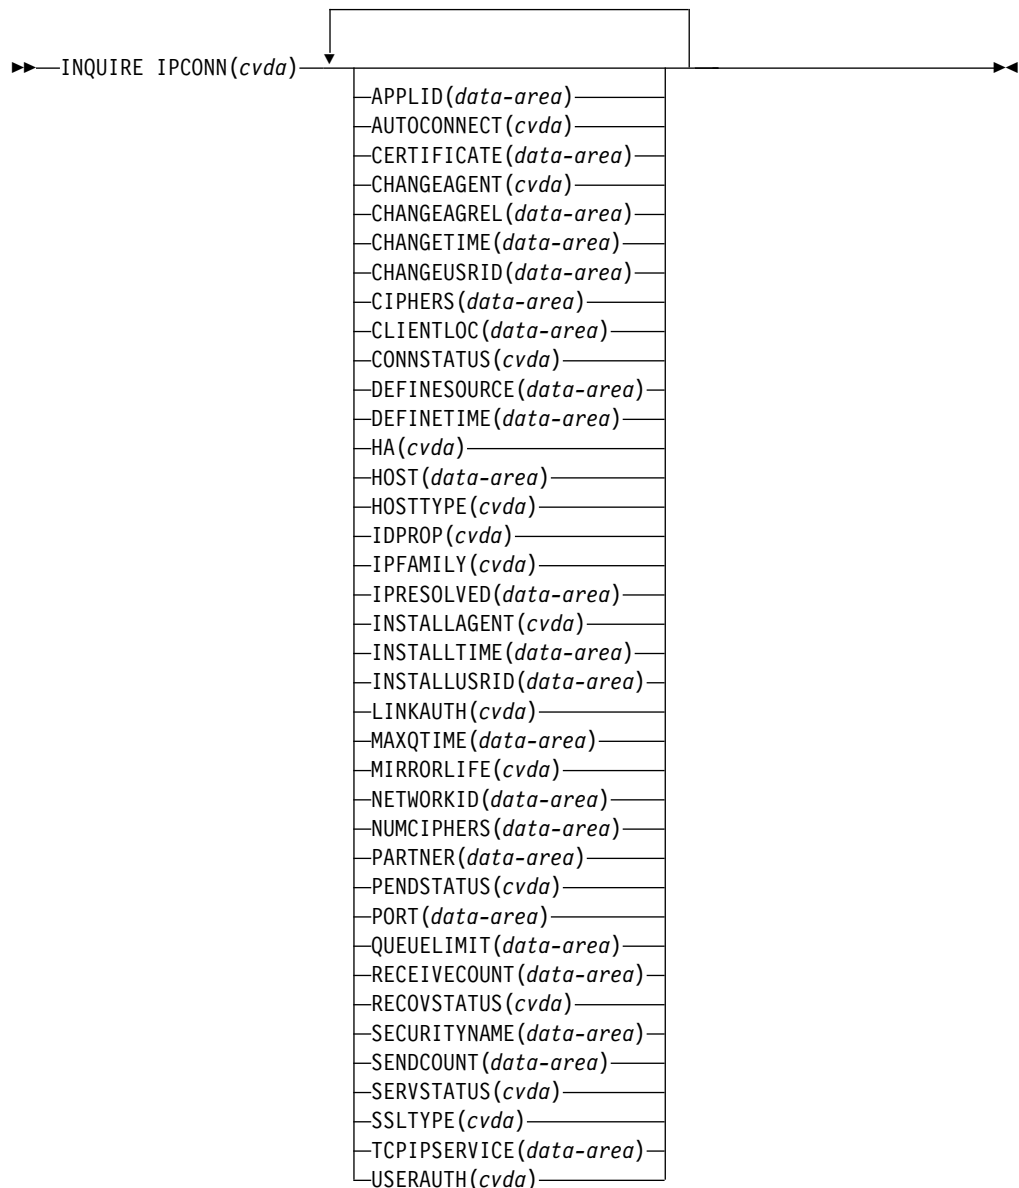 INQUIRE IPCONN(cvda)
APPLID(data-area)
AUTOCONNECT(cvda)
CERTIFICATE(data-area)
CHANGEAGENT(cvda)
CHANGEAGREL(data-area)
CHANGETIME(data-area)
CHANGEUSRID(data-area)
CIPHERS(data-area)
CLIENTLOC(data-area)
CONNSTATUS(cvda)
DEFINESOURCE(data-area)
DEFINETIME(data-area)
HA(cvda)
HOST(data-area)
HOSTTYPE(cvda)
IDPROP(cvda)
IPFAMILY(cvda)
IPRESOLVED(data-area)
INSTALLAGENT(cvda)
INSTALLTIME(data-area)
INSTALLUSRID(data-area)
LINKAUTH(cvda)
MAXQTIME(data-area)
MIRRORLIFE(cvda)
NETWORKID(data-area)
NUMCIPHERS(data-area)
PARTNER(data-area)
PENDSTATUS(cvda)
PORT(data-area)
QUEUELIMIT(data-area)
RECEIVECOUNT(data-area)
RECOVSTATUS(cvda)
SECURITYNAME(data-area)
SENDCOUNT(data-area)
SERVSTATUS(cvda)
SSLTYPE(cvda)
TCPIPSERVICE(data-area)
USERAUTH(cvda)